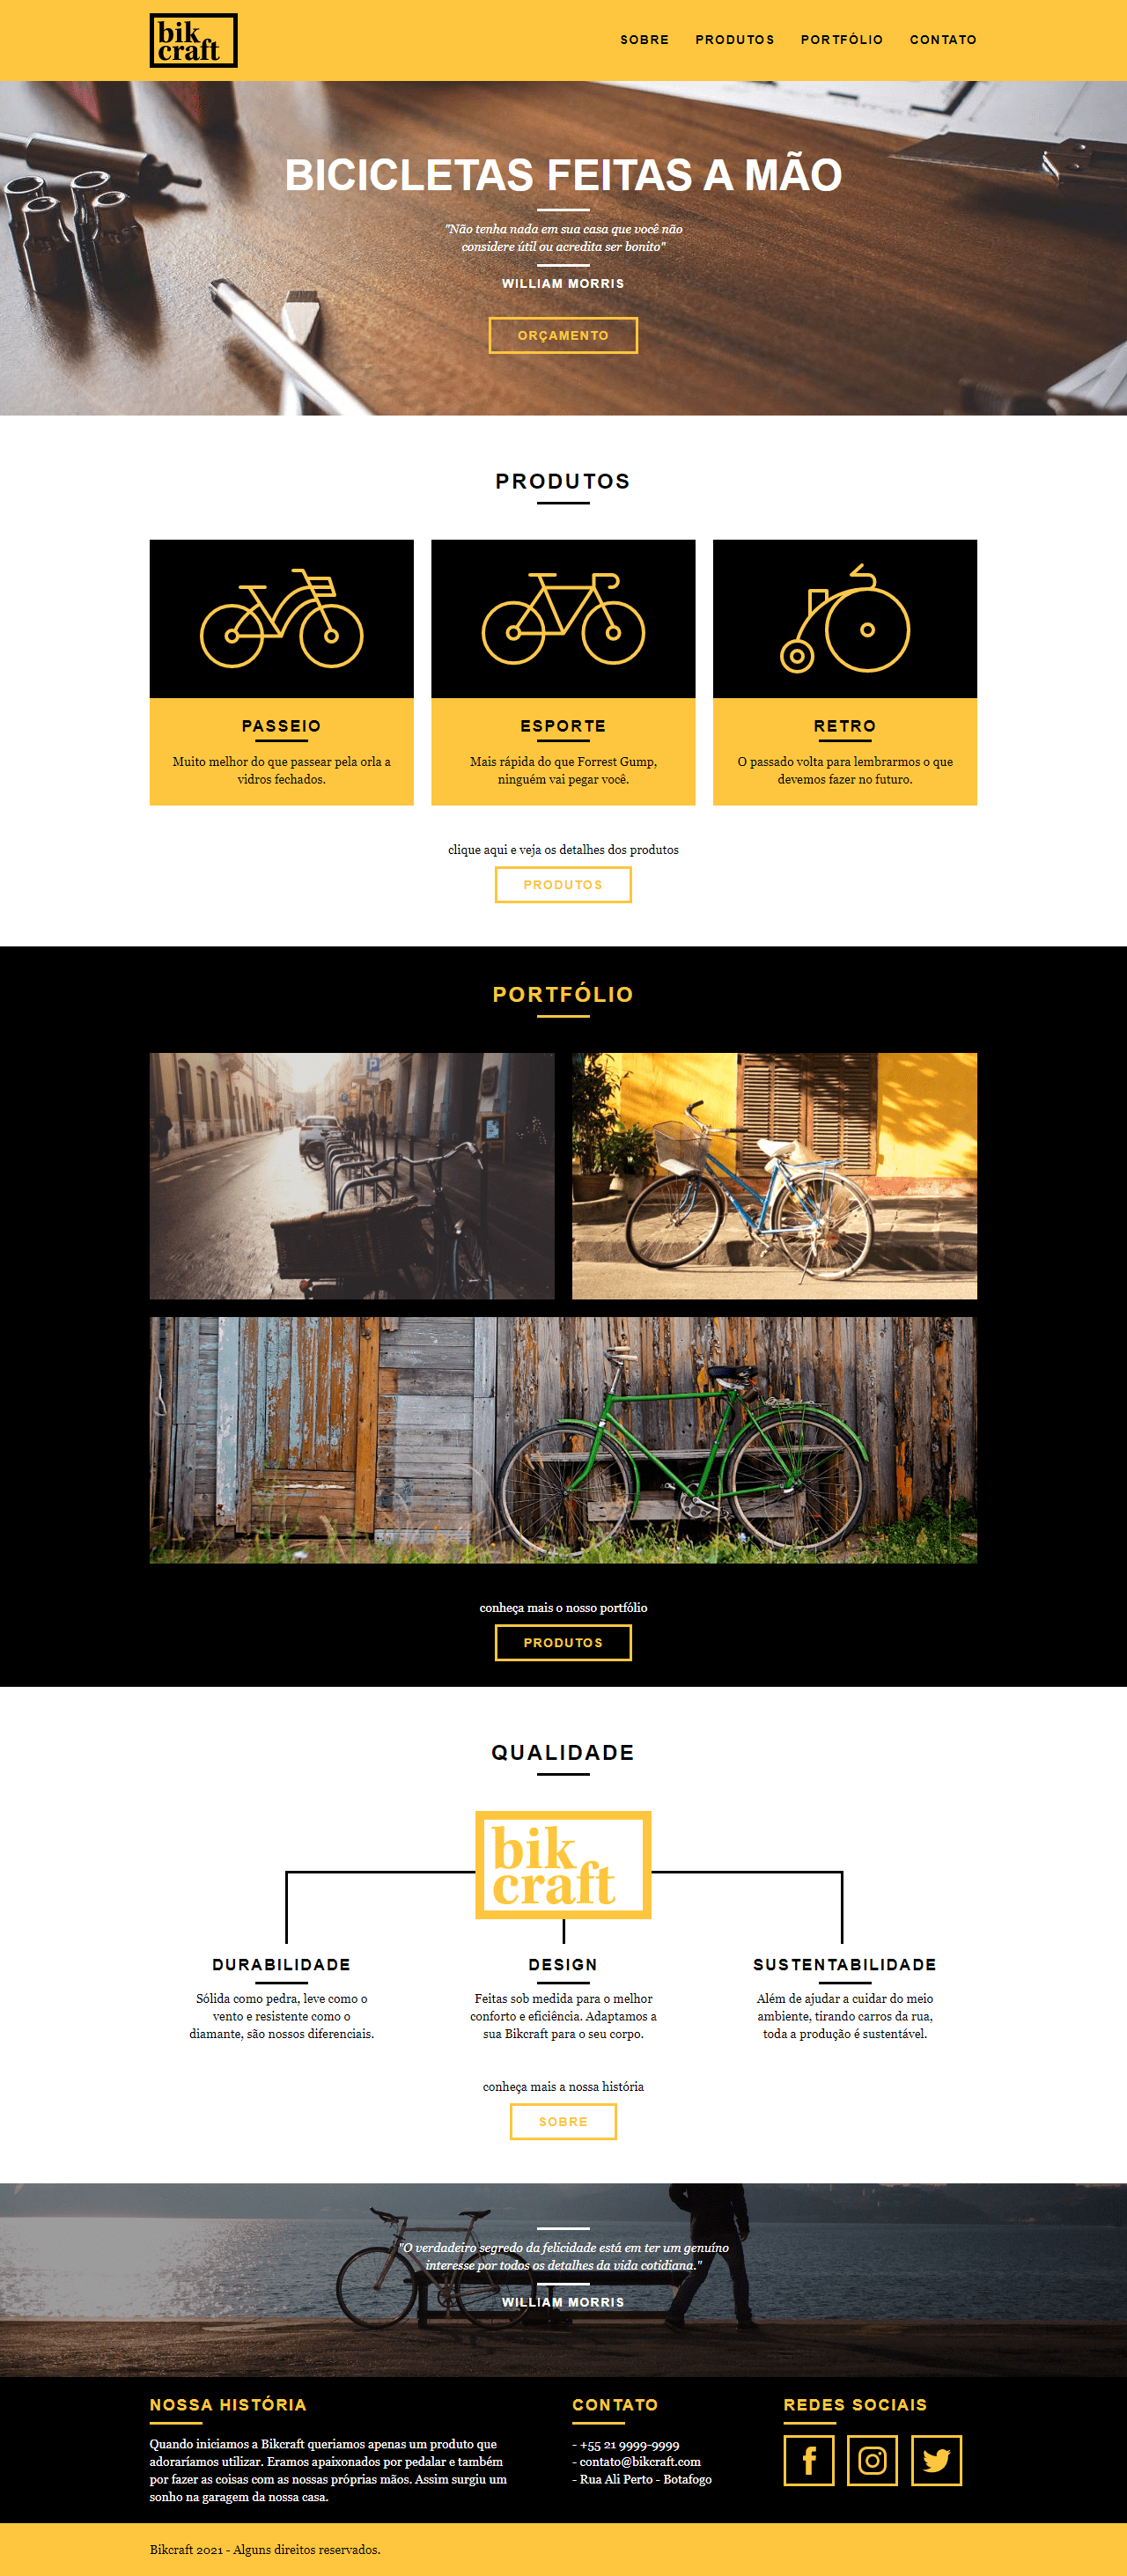 bik
craft
SOBRE PRODUTOS PORTFÓLIO CONTATO
BICICLETAS FEITAS A MÃO
"Não tenha nada em sua casa que você não
considere útil ou acredita ser bonito"
WILLIAM MORRIS
ORÇAMENTO
PRODUTOS
PASSEIO
Muito melhor do que passear pela orla a
vidros fechados.
ESPORTE
Mais rápida do que Forrest Gump,
ninguém vai pegar você.
RETRO
O passado volta para lembrarmos o que
devemos fazer no futuro.
clique aqui e veja os detalhes dos produtos
PRODUTOS
PORTFÓLIO
P
conheça mais o nosso portfólio
PRODUTOS
QUALIDADE
bik
craft
DURABILIDADE
Sólida como pedra, leve como o
vento e resistente como o
diamante, são nossos diferenciais.
DESIGN
Feitas sob medida para o melhor
conforto e eficiência. Adaptamos a
sua Bikcraft para o seu corpo.
SUSTENTABILIDADE
Além de ajudar a cuidar do meio
ambiente, tirando carros da rua,
toda a produção é sustentável.
conheça mais a nossa história
SOBRE
"O verdadeiro segredo da felicidade está em ter um genuíno
interesse por todos os detalhes da vida cotidiana."
WILLIAM MORRIS
NOSSA HISTÓRIA
Quando iniciamos a Bikcraft queriamos apenas um produto que
adoraríamos utilizar. Eramos apaixonados por pedalar e também
por fazer as coisas com as nossas próprias mãos. Assim surgiu um
sonho na garagem da nossa casa.
CONTATO
- +55 21 9999-9999
- contato@bikcraft.com
- Rua Ali Perto - Botafogo
REDES SOCIAIS
Bikcraft 2021 - Alguns direitos reservados.